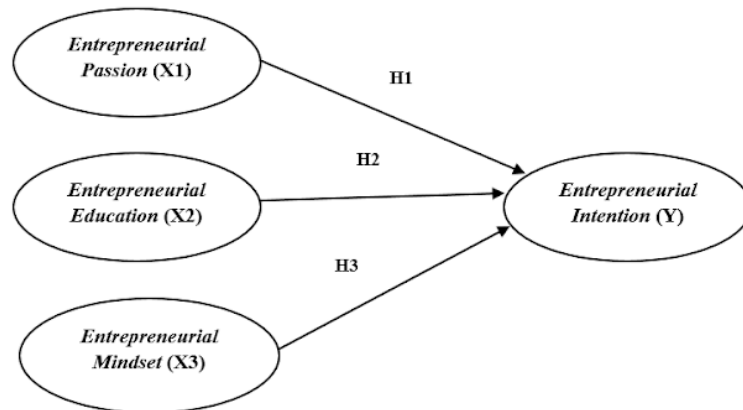 Entrepreneurial
Passion (X1)
H1
H2
Entrepreneurial
Education (X2)
Entrepreneurial
Intention (Y)
H3
Entrepreneurial
Mindset (X3)